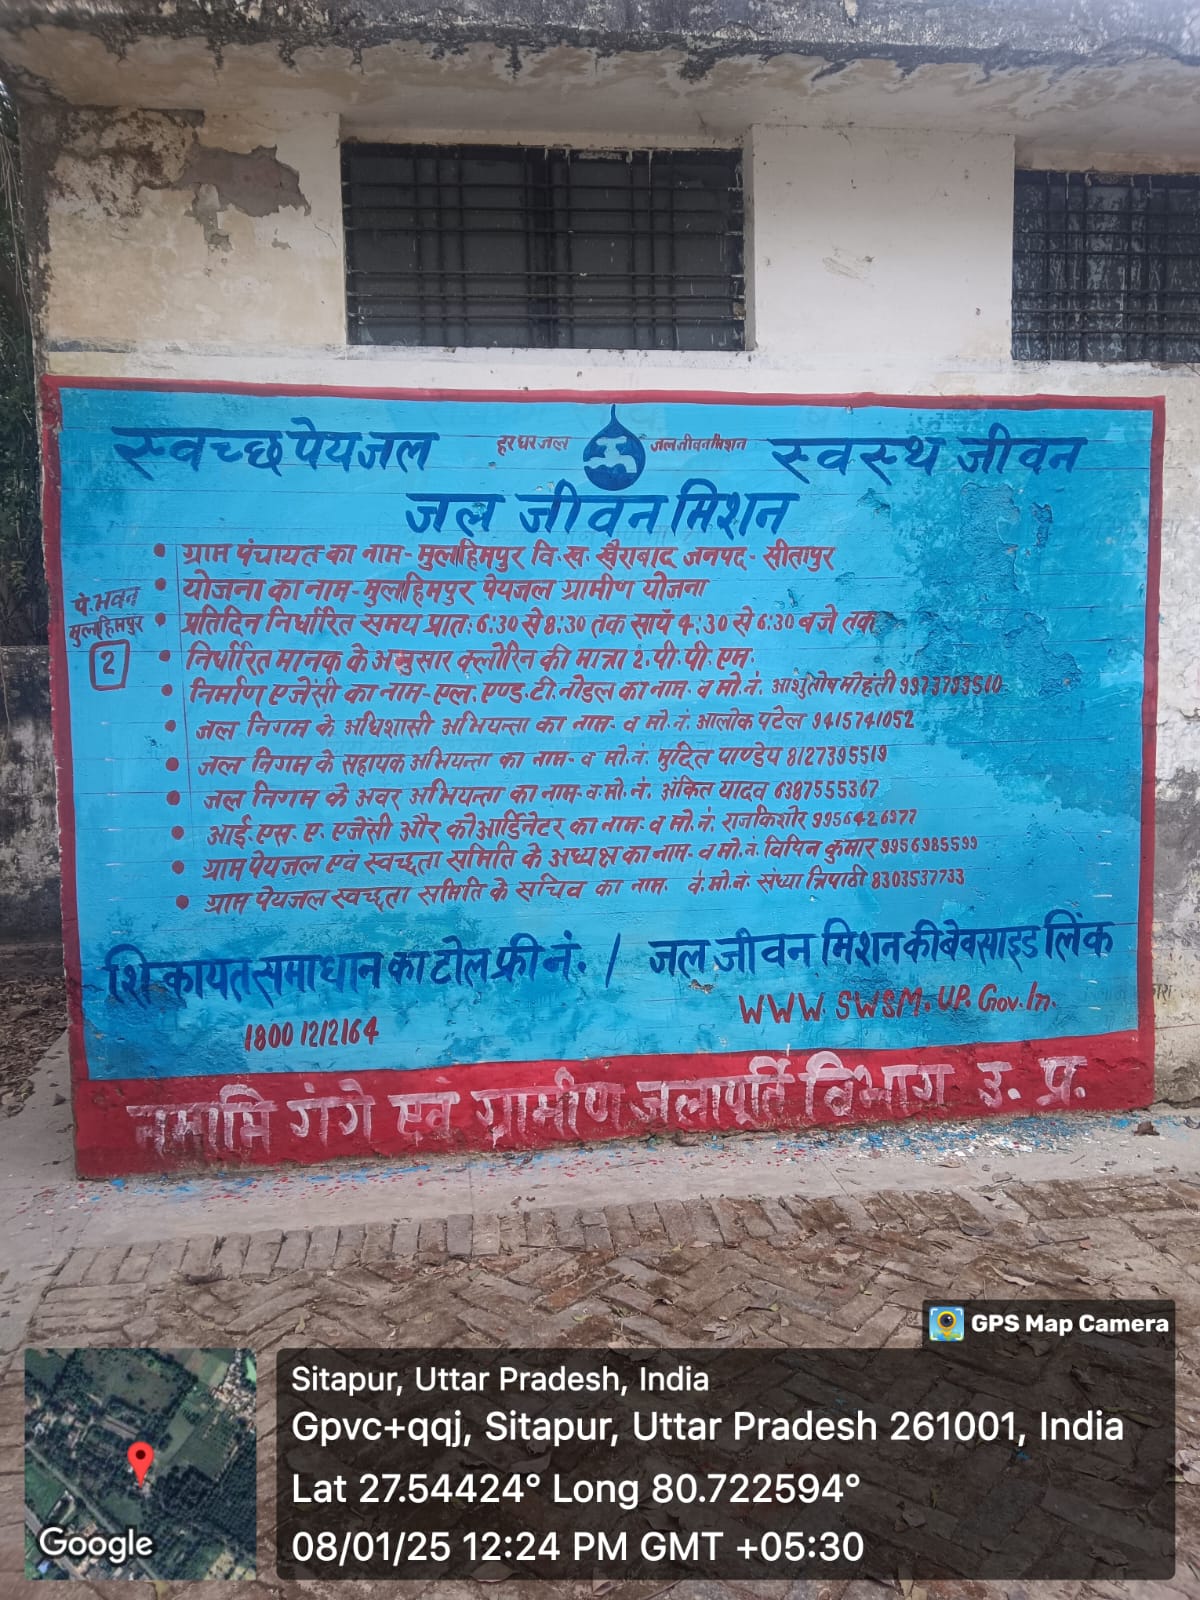 स्वच्छ पेयजल
हर घर जल
जल जीवन मिशन
स्वस्थ जीवन
जल जीवन मिशन
• ग्राम पंचायत का नाम- मुलाहिमपुर वि.ख. खैराबाद जनपद- सीतापुर
• योजना का नाम- मुलाहिमपुर पेयजल ग्रामीण योजना
• प्रतिदिन निर्धारित समय प्रात: 6:30 से 8:30 तक सायं 4:30 से 6:30 बजे तक
• निर्धारित मानक के अनुसार क्लोरिन की मात्रा 2. पी. पी. एम.
• निर्माण एजेंसी का नाम- एल. एण्ड. टी. नोडल का नाम- व मो.नं. आशुतोष मोहंती 9973793510
• जल निगम के अधिशासी अभियन्ता का नाम- व मो.नं. आलोक पटेल 9415741052
• जल निगम के सहायक अभियन्ता का नाम- व मो.नं. मुदित पाण्डेय 8127395519
• जल निगम के अवर अभियन्ता का नाम- व.मो.नं. अंकित यादव 6387555367
• आई. एस. ए. एजेंसी और कोआर्डिनेटर का नाम- व मो.नं. राजकिशोर 9956426977
• ग्राम पेयजल एवं स्वच्छता समिति के अध्यक्ष का नाम- व मो.नं. विपिन कुमार 9956985599
• ग्राम पेयजल स्वच्छता समिति के सचिव का नाम. व.मो.नं. संध्या त्रिपाठी 8303537733
पं. भवन
मुलाहिमपुर
2
शिकायत समाधान का टोल फ्री नं. / जल जीवन मिशन की बेवसाइड लिंक
1800 1212164
WWW. SWSM. UP. Gov. In.
नमामि गंगे एवं ग्रामीण जलापूर्ति विभाग उ. प्र.
GPS Map Camera
Sitapur, Uttar Pradesh, India
Gpvc+qqj, Sitapur, Uttar Pradesh 261001, India
Lat 27.54424° Long 80.722594°
08/01/25 12:24 PM GMT +05:30
Google